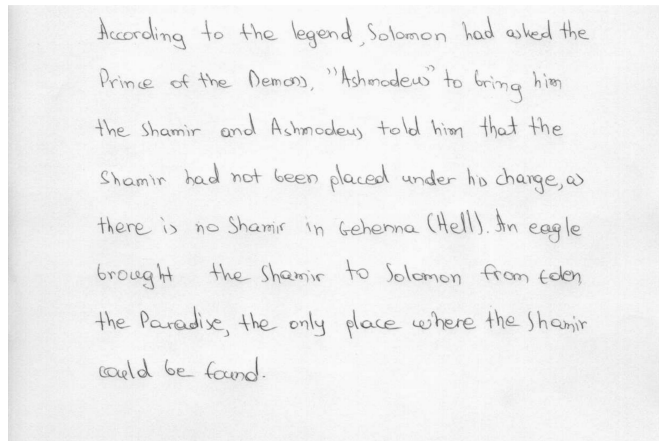 According to the legend, Solomon had asked the
Prince of the Demons, "Ashmodeus" to bring him
the shamir and Ashmodeus told him that the
Shamir had not been placed under his charge, as
there is no Shamir in Gehenna (Hell). An eagle
brought the Shamir to Solomon from Eden
the Paradise, the only place where the Shamir
could be found.